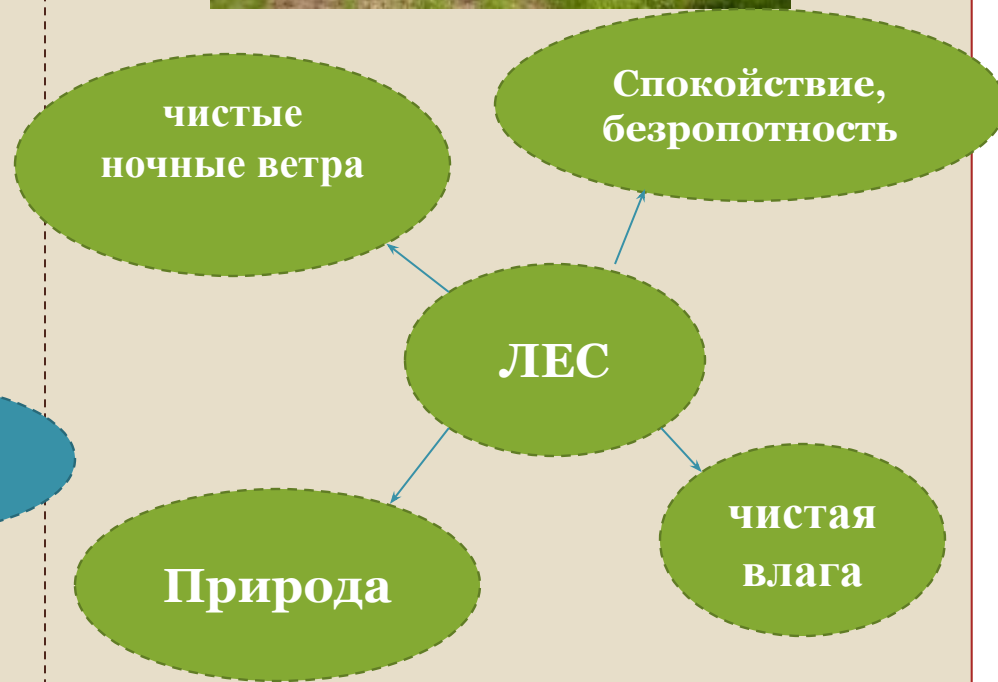 чистые
ночные ветра
Спокойствие,
безропотность
ЛЕС
Природа
чистая
влага